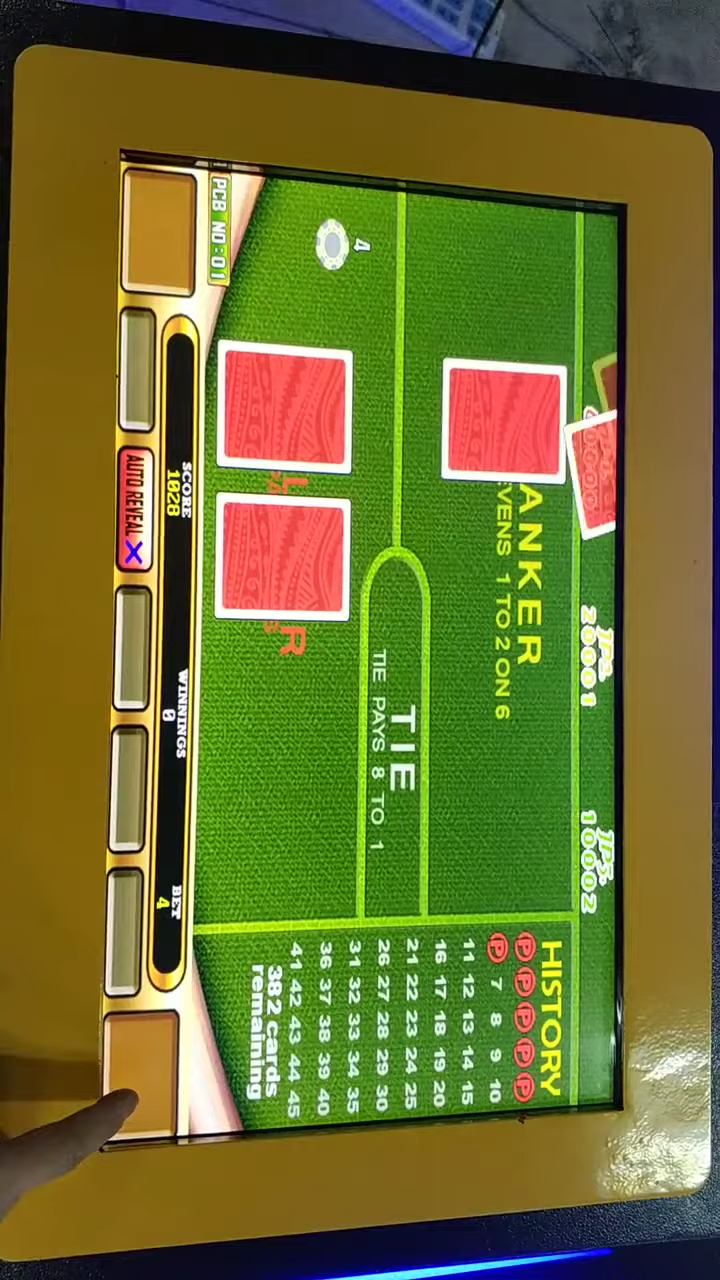 JP2
20001
JP3
10002
ANKER
EVENS 1 TO 2 ON 6
TIE
TIE PAYS 8 TO 1
4
L
R
PCB NO:01
HISTORY
P P P P P
P 7 8 9 10
11 12 13 14 15
16 17 18 19 20
21 22 23 24 25
26 27 28 29 30
31 32 33 34 35
36 37 38 39 40
41 42 43 44 45
382 cards
remaining
SCORE
1028
WINNINGS
0
BET
4
AUTO REVEAL X